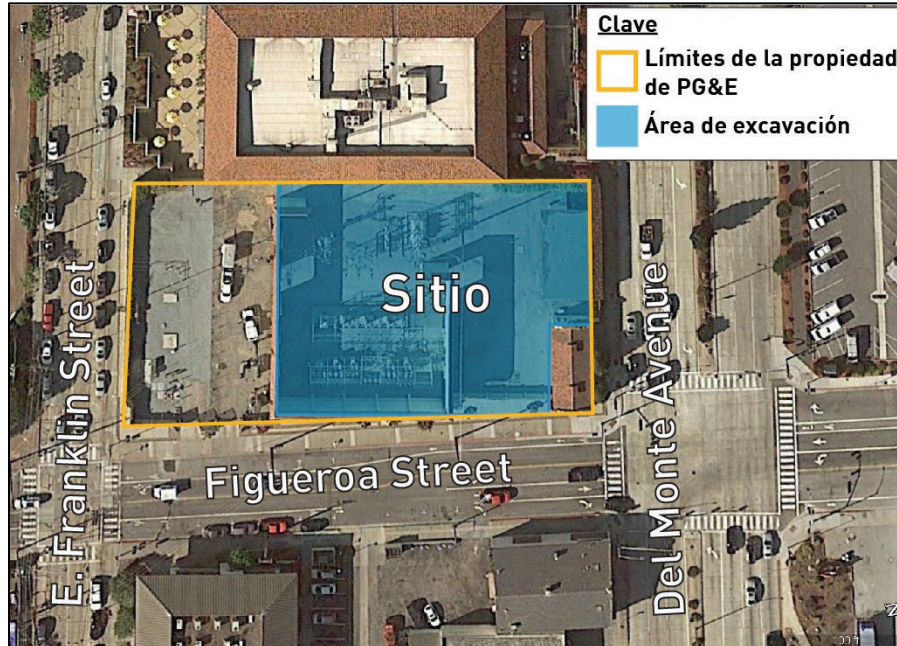 Clave
Límites de la propiedad
de PG&E
Área de excavación
Sitio
E. Franklin Street
Figueroa Street
Del Monte Avenue